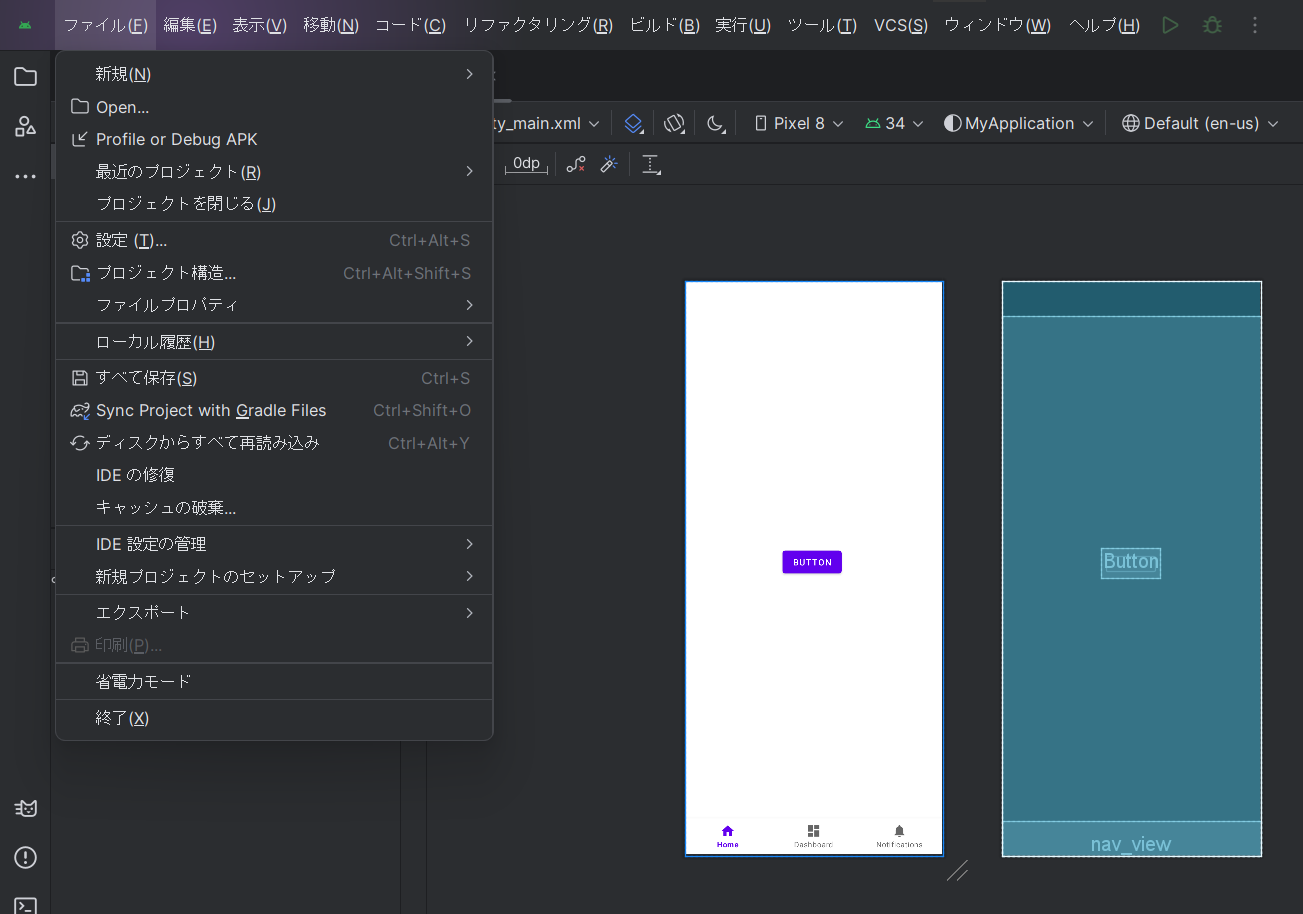 ファイル(F) 編集(E) 表示(V) 移動(N) コード(C) リファクタリング(R) ビルド(B) 実行(U) ツール(T) VCS(S) ウィンドウ(W) ヘルプ(H)
新規(N)
Open...
Profile or Debug APK
最近のプロジェクト(R)
プロジェクトを閉じる(J)
設定 (T)... Ctrl+Alt+S
プロジェクト構造... Ctrl+Alt+Shift+S
ファイルプロパティ
ローカル履歴(H)
すべて保存(S) Ctrl+S
Sync Project with Gradle Files Ctrl+Shift+O
ディスクからすべて再読み込み Ctrl+Alt+Y
IDE の修復
キャッシュの破棄...
IDE 設定の管理
新規プロジェクトのセットアップ
エクスポート
印刷(P)...
省電力モード
終了(X)
ty_main.xml Pixel 8 34 MyApplication Default (en-us)
0dp
BUTTON
Home Dashboard Notifications
Button
nav_view